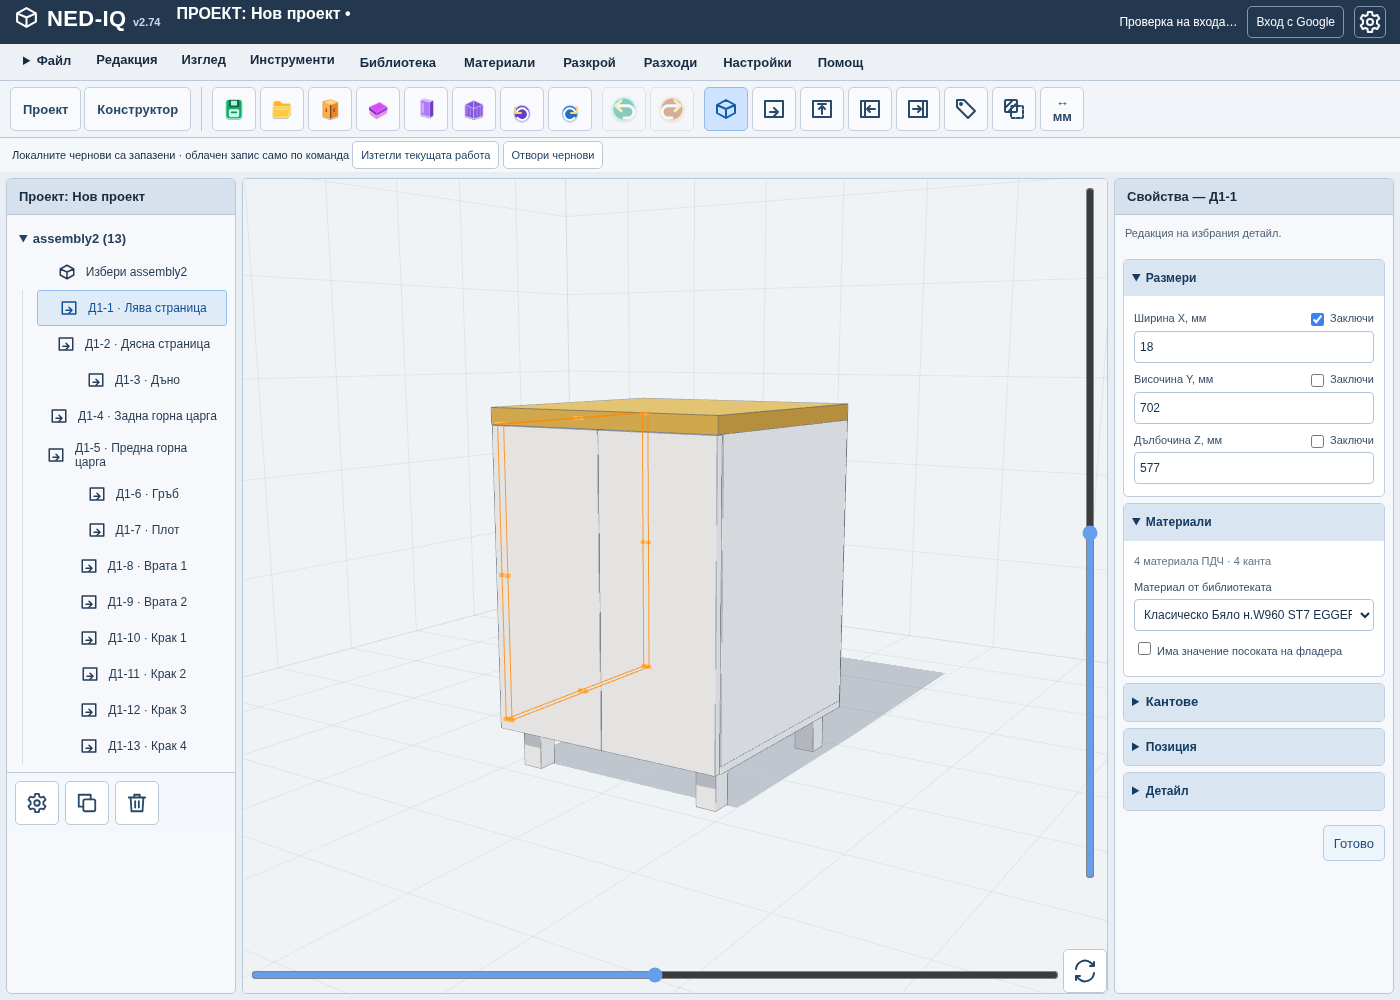 NED-IQ v2.74 ПРОЕКТ: Нов проект •
Проверка на входа… Вход с Google
Файл Редакция Изглед Инструменти Библиотека Материали Разкрой Разходи Настройки Помощ
Проект Конструктор
↔ мм
Локалните чернови са запазени · облачен запис само по команда Изтегли текущата работа Отвори чернови
Проект: Нов проект
assembly2 (13)
Избери assembly2
Д1-1 · Лява страница
Д1-2 · Дясна страница
Д1-3 · Дъно
Д1-4 · Задна горна царга
Д1-5 · Предна горна
царга
Д1-6 · Гръб
Д1-7 · Плот
Д1-8 · Врата 1
Д1-9 · Врата 2
Д1-10 · Крак 1
Д1-11 · Крак 2
Д1-12 · Крак 3
Д1-13 · Крак 4
Свойства — Д1-1
Редакция на избрания детайл.
Размери
Ширина X, мм Заключи
18
Височина Y, мм Заключи
702
Дълбочина Z, мм Заключи
577
Материали
4 материала ПДЧ · 4 канта
Материал от библиотеката
Класическо Бяло н.W960 ST7 EGGER
Има значение посоката на фладера
Кантове
Позиция
Детайл
Готово